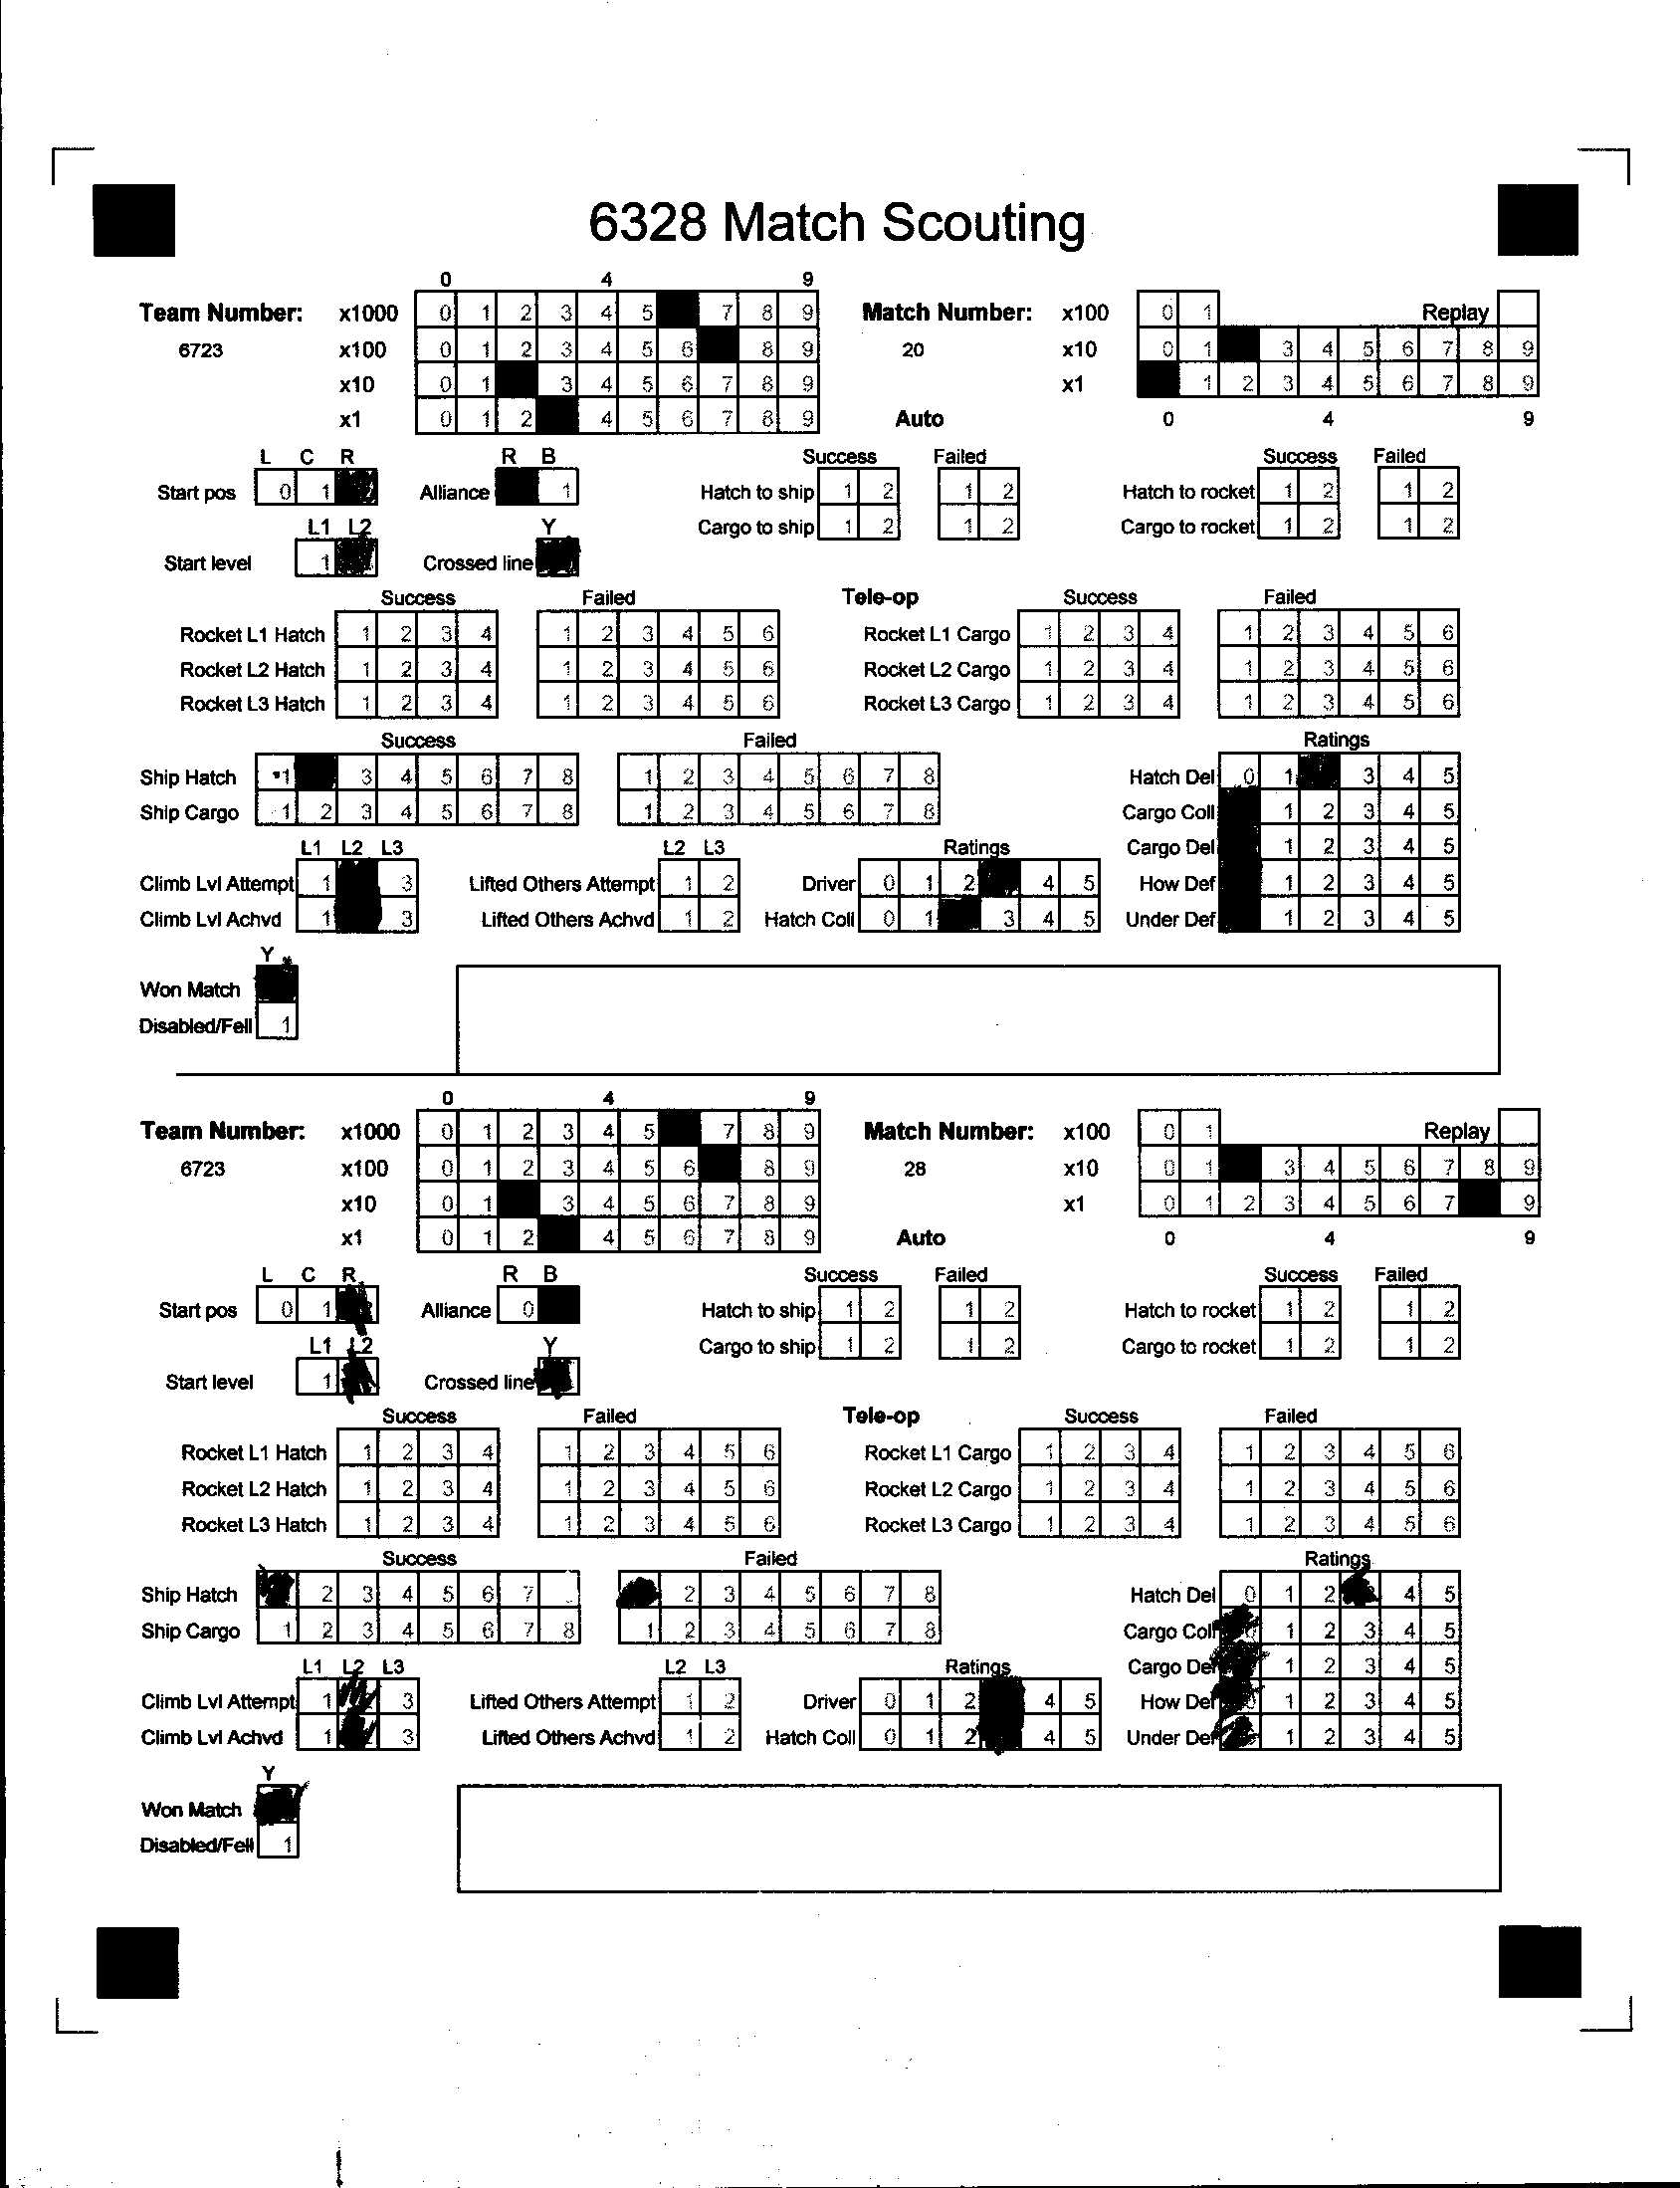 6328 Match Scouting
0 4 9
Team Number: x1000 0 1 2 3 4 5 7 8 9 Match Number: x100 0 1 Replay
6723 x100 0 1 2 3 4 5 6 8 9 20 x10 0 1 3 4 5 6 7 8 9
x10 0 1 3 4 5 6 7 8 9 x1 1 2 3 4 5 6 7 8 9
x1 0 1 2 4 5 6 7 8 9 Auto 0 4 9
L C R R B Success Failed Success Failed
Start pos 0 1 Alliance 1 Hatch to ship 1 2 1 2 Hatch to rocket 1 2 1 2
L1 L2 Y Cargo to ship 1 2 1 2 Cargo to rocket 1 2 1 2
Start level 1 Crossed line
Success Failed Tele-op Success Failed
Rocket L1 Hatch 1 2 3 4 1 2 3 4 5 6 Rocket L1 Cargo 1 2 3 4 1 2 3 4 5 6
Rocket L2 Hatch 1 2 3 4 1 2 3 4 5 6 Rocket L2 Cargo 1 2 3 4 1 2 3 4 5 6
Rocket L3 Hatch 1 2 3 4 1 2 3 4 5 6 Rocket L3 Cargo 1 2 3 4 1 2 3 4 5 6
Success Failed Ratings
Ship Hatch 1 3 4 5 6 7 8 1 2 3 4 5 6 7 8 Hatch Del 0 1 3 4 5
Ship Cargo 1 2 3 4 5 6 7 8 1 2 3 4 5 6 7 8 Cargo Coll 1 2 3 4 5
L1 L2 L3 L2 L3 Ratings Cargo Del 1 2 3 4 5
Climb Lvl Attempt 1 3 Lifted Others Attempt 1 2 Driver 0 1 2 4 5 How Def 1 2 3 4 5
Climb Lvl Achvd 1 3 Lifted Others Achvd 1 2 Hatch Coll 0 1 3 4 5 Under Def 1 2 3 4 5
Y
Won Match
Disabled/Fell 1
0 4 9
Team Number: x1000 0 1 2 3 4 5 7 8 9 Match Number: x100 0 1 Replay
6723 x100 0 1 2 3 4 5 6 8 9 28 x10 0 1 3 4 5 6 7 8 9
x10 0 1 3 4 5 6 7 8 9 x1 0 1 2 3 4 5 6 7 9
x1 0 1 2 4 5 6 7 8 9 Auto 0 4 9
L C R R B Success Failed Success Failed
Start pos 0 1 Alliance 0 Hatch to ship 1 2 1 2 Hatch to rocket 1 2 1 2
L1 L2 Y Cargo to ship 1 2 1 2 Cargo to rocket 1 2 1 2
Start level 1 Crossed line
Success Failed Tele-op Success Failed
Rocket L1 Hatch 1 2 3 4 1 2 3 4 5 6 Rocket L1 Cargo 1 2 3 4 1 2 3 4 5 6
Rocket L2 Hatch 1 2 3 4 1 2 3 4 5 6 Rocket L2 Cargo 1 2 3 4 1 2 3 4 5 6
Rocket L3 Hatch 1 2 3 4 1 2 3 4 5 6 Rocket L3 Cargo 1 2 3 4 1 2 3 4 5 6
Success Failed Ratings
Ship Hatch 2 3 4 5 6 7 2 3 4 5 6 7 8 Hatch Del 0 1 2 4 5
Ship Cargo 1 2 3 4 5 6 7 8 1 2 3 4 5 6 7 8 Cargo Coll 1 2 3 4 5
L1 L2 L3 L2 L3 Ratings Cargo Del 1 2 3 4 5
Climb Lvl Attempt 1 3 Lifted Others Attempt 1 2 Driver 0 1 2 4 5 How Def 1 2 3 4 5
Climb Lvl Achvd 1 3 Lifted Others Achvd 1 2 Hatch Coll 0 1 2 4 5 Under Def 1 2 3 4 5
Y
Won Match
Disabled/Fell 1